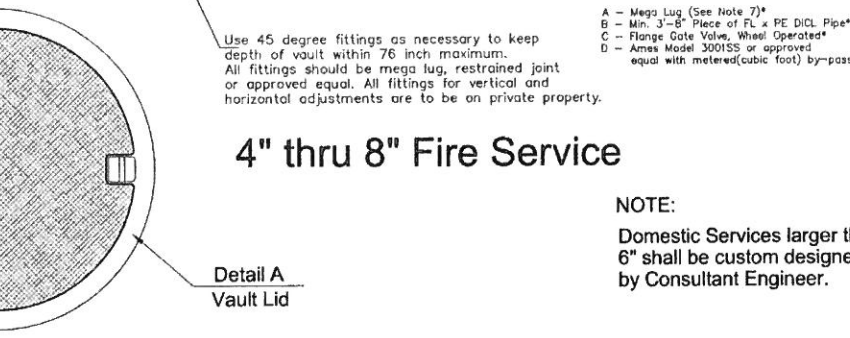 Use 45 degree fittings as necessary to keep
depth of vault within 76 inch maximum.
All fittings should be mega lug, restrained joint
or approved equal. All fittings for vertical and
horizontal adjustments are to be on private property.
A – Mega Lug (See Note 7)*
B – Min. 3'-8" Piece of FL x PE DICL Pipe*
C – Flange Gate Valve, Wheel Operated*
D – Ames Model 3001SS or approved
equal with metered(cubic foot) by-pass
4" thru 8" Fire Service
NOTE:
Domestic Services larger
6" shall be custom
by Consultant Engineer.
Detail A
Vault Lid